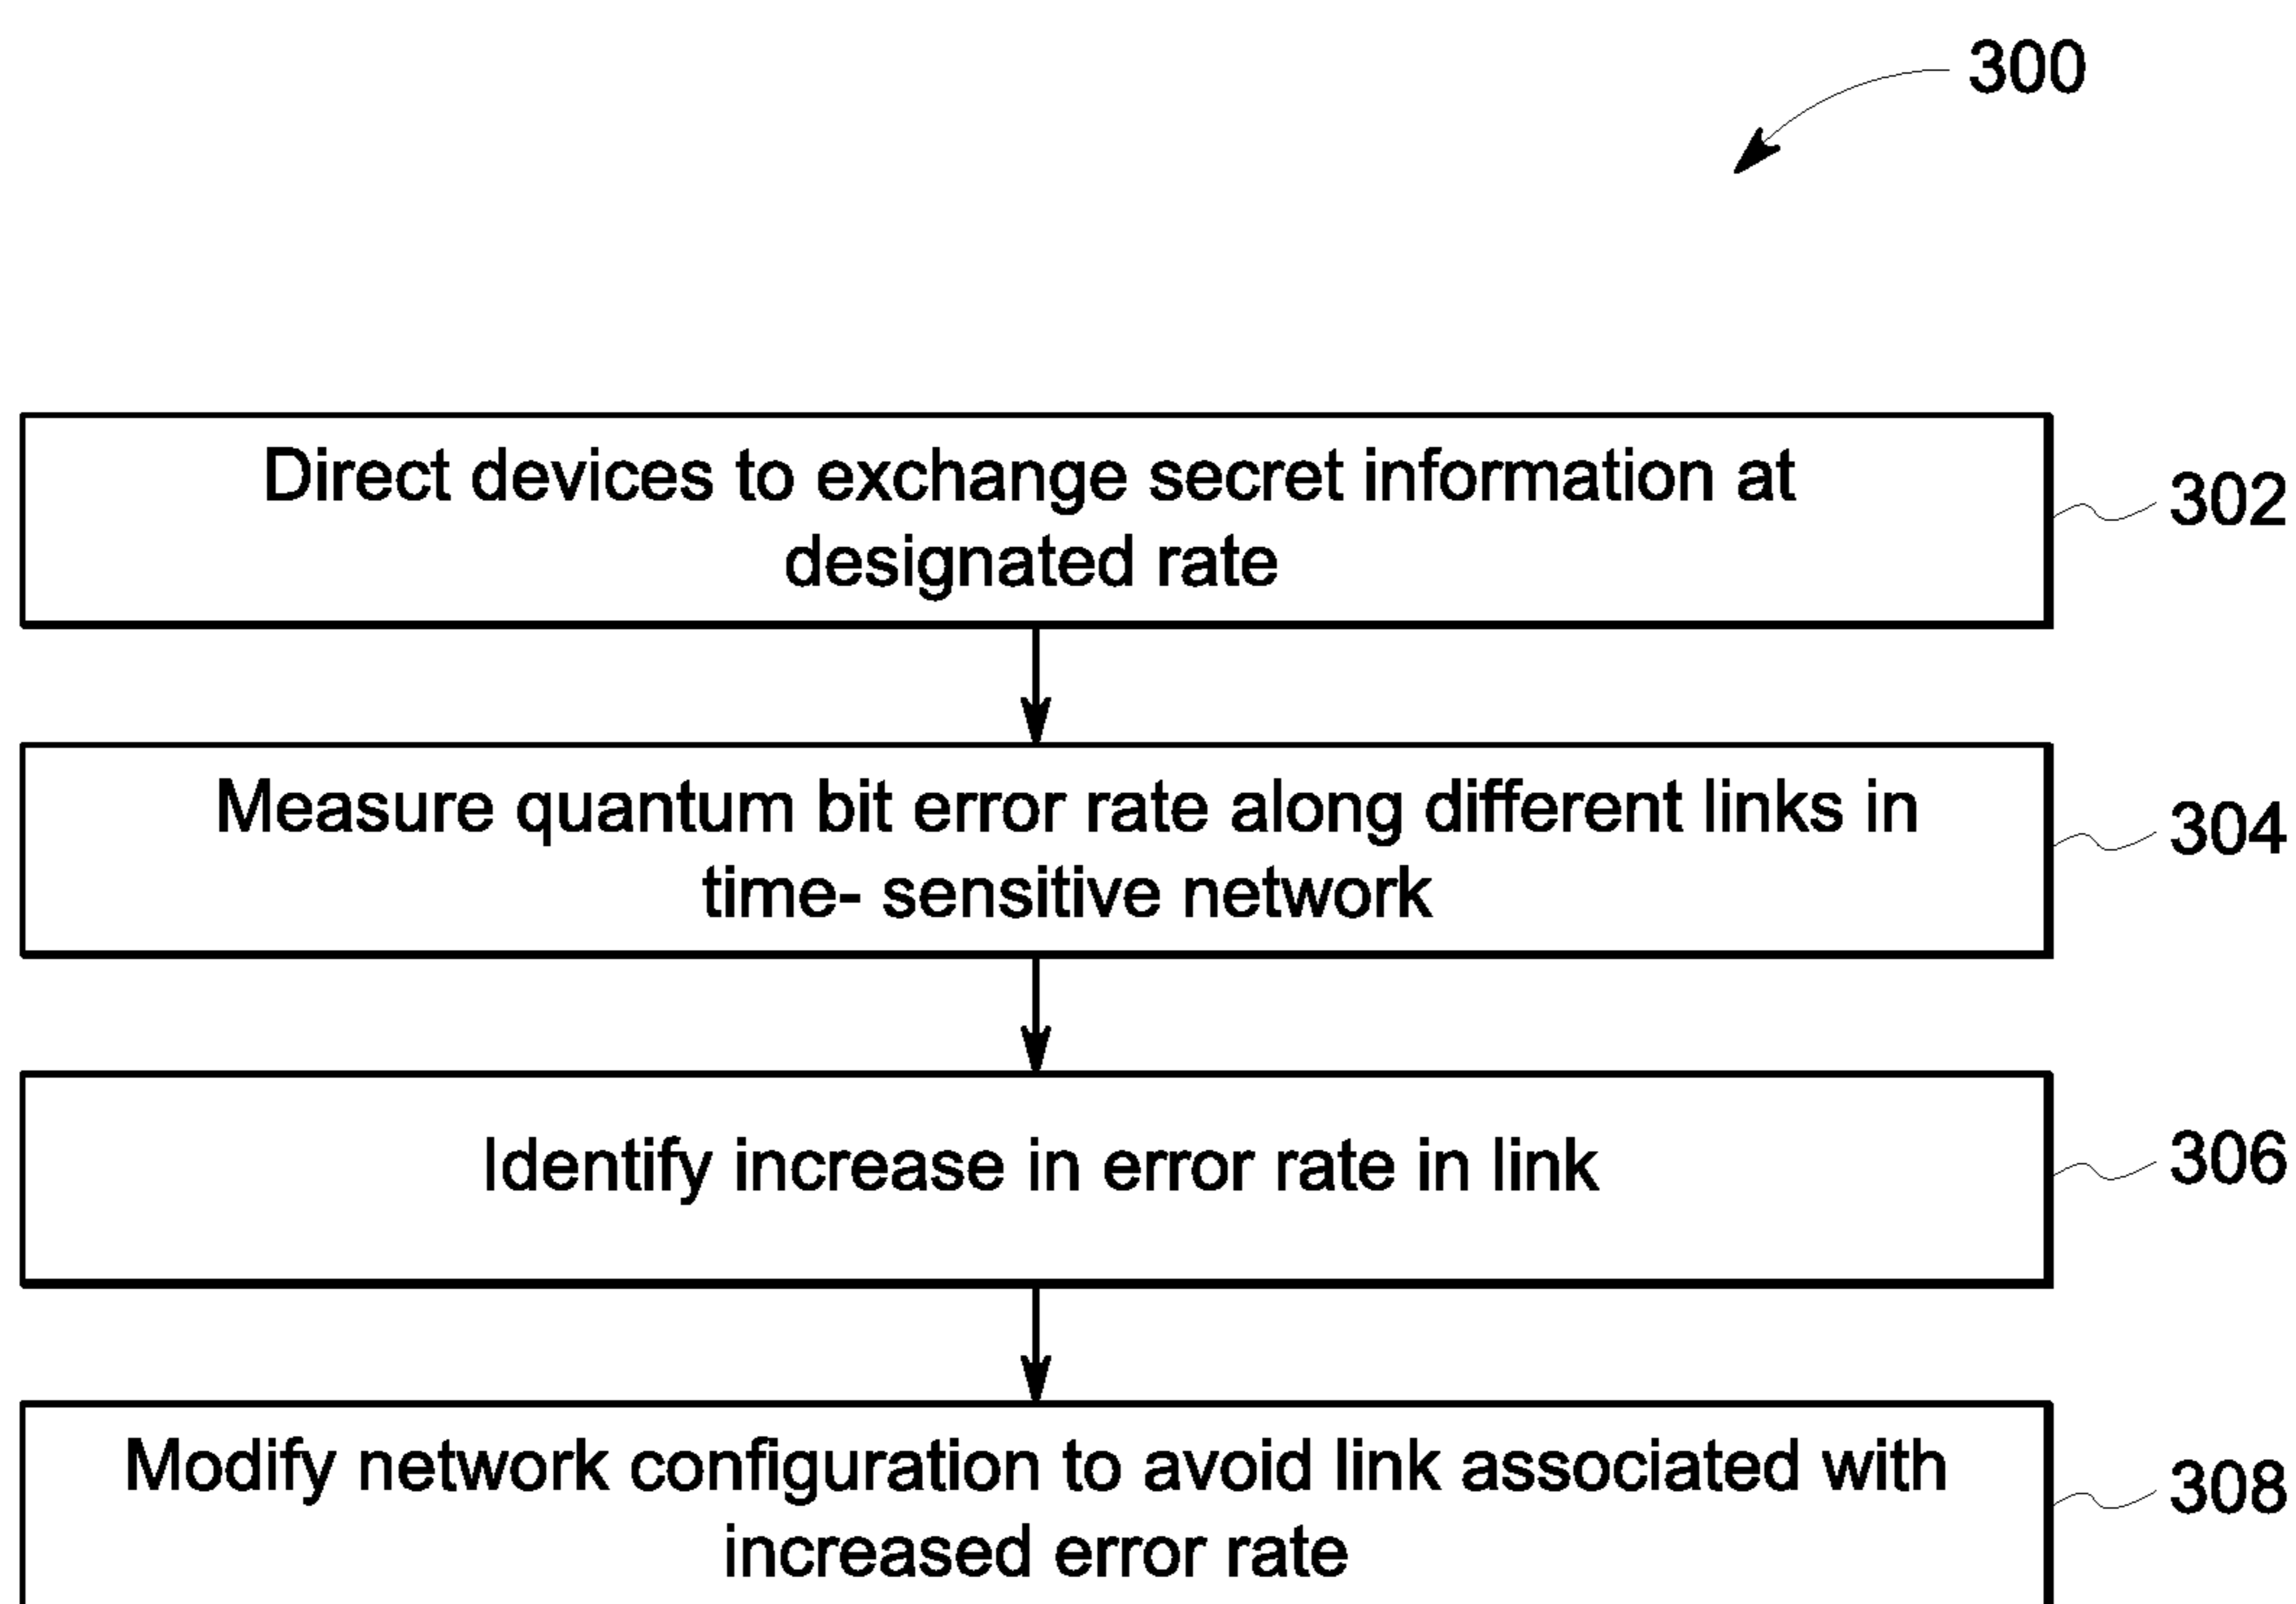 300
Direct devices to exchange secret information at
designated rate
302
Measure quantum bit error rate along different links in
time- sensitive network
304
Identify increase in error rate in link
306
Modify network configuration to avoid link associated with
increased error rate
308